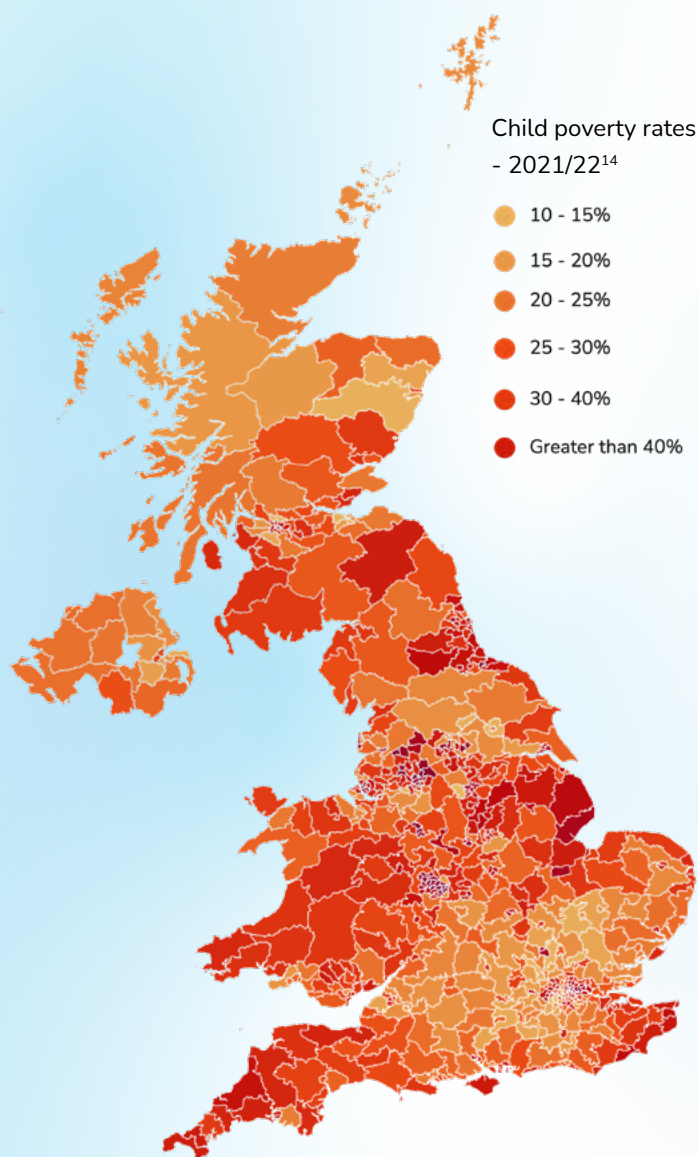 Child poverty rates
- 2021/22¹⁴
10 - 15%
15 - 20%
20 - 25%
25 - 30%
30 - 40%
Greater than 40%